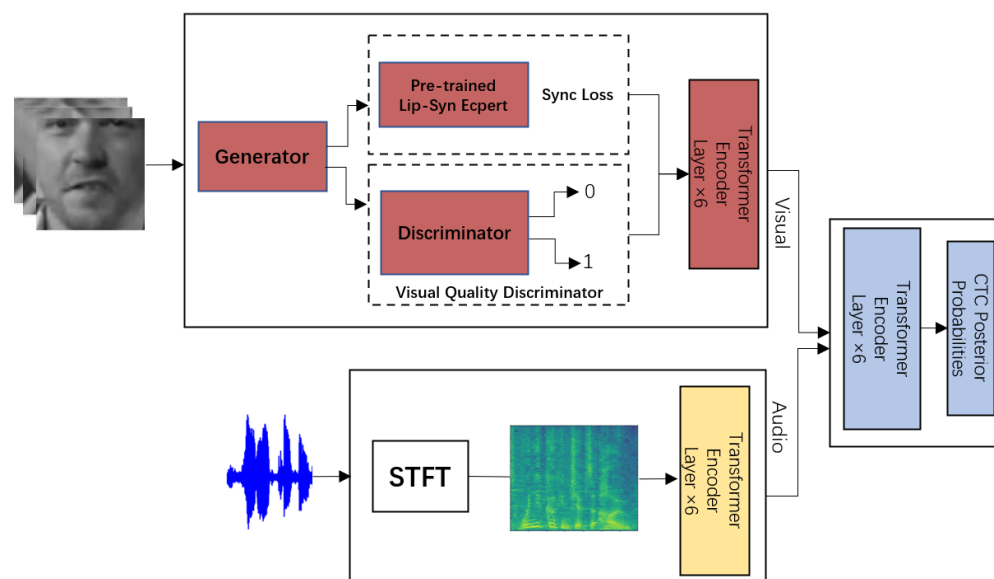 Pre-trained
Lip-Syn Ecpert
Sync Loss
Generator
Discriminator
0
1
Visual Quality Discriminator
Transformer
Encoder
Layer ×6
Visual
STFT
Transformer
Encoder
Layer ×6
Audio
Transformer
Encoder
Layer ×6
CTC Posterior
Probabilities